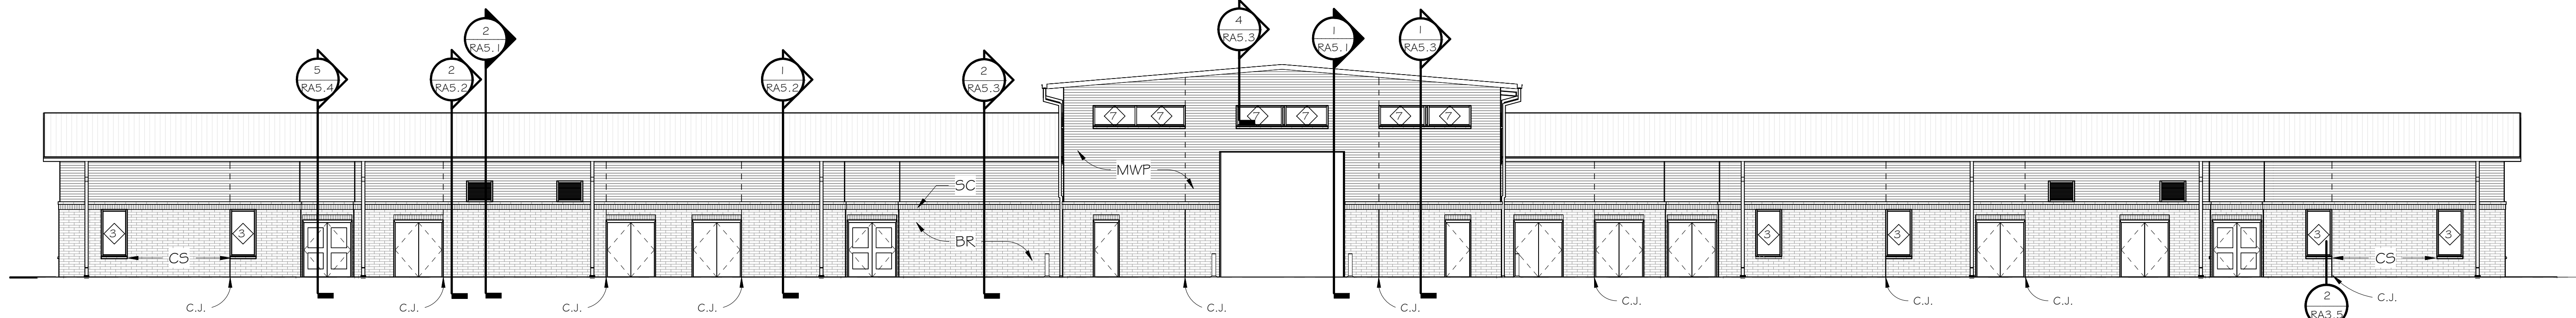 4
RA5.3
1
RA5.1
1
RA5.3
2
RA5.1
5
RA5.4
2
RA5.2
1
RA5.2
2
RA5.3
7 7 7 7 7 7
MWP
SC
3 3 3 3 3 3
BR
CS CS
C.J. C.J. C.J. C.J. C.J. C.J. C.J. C.J. C.J. C.J.
2
RA3.5